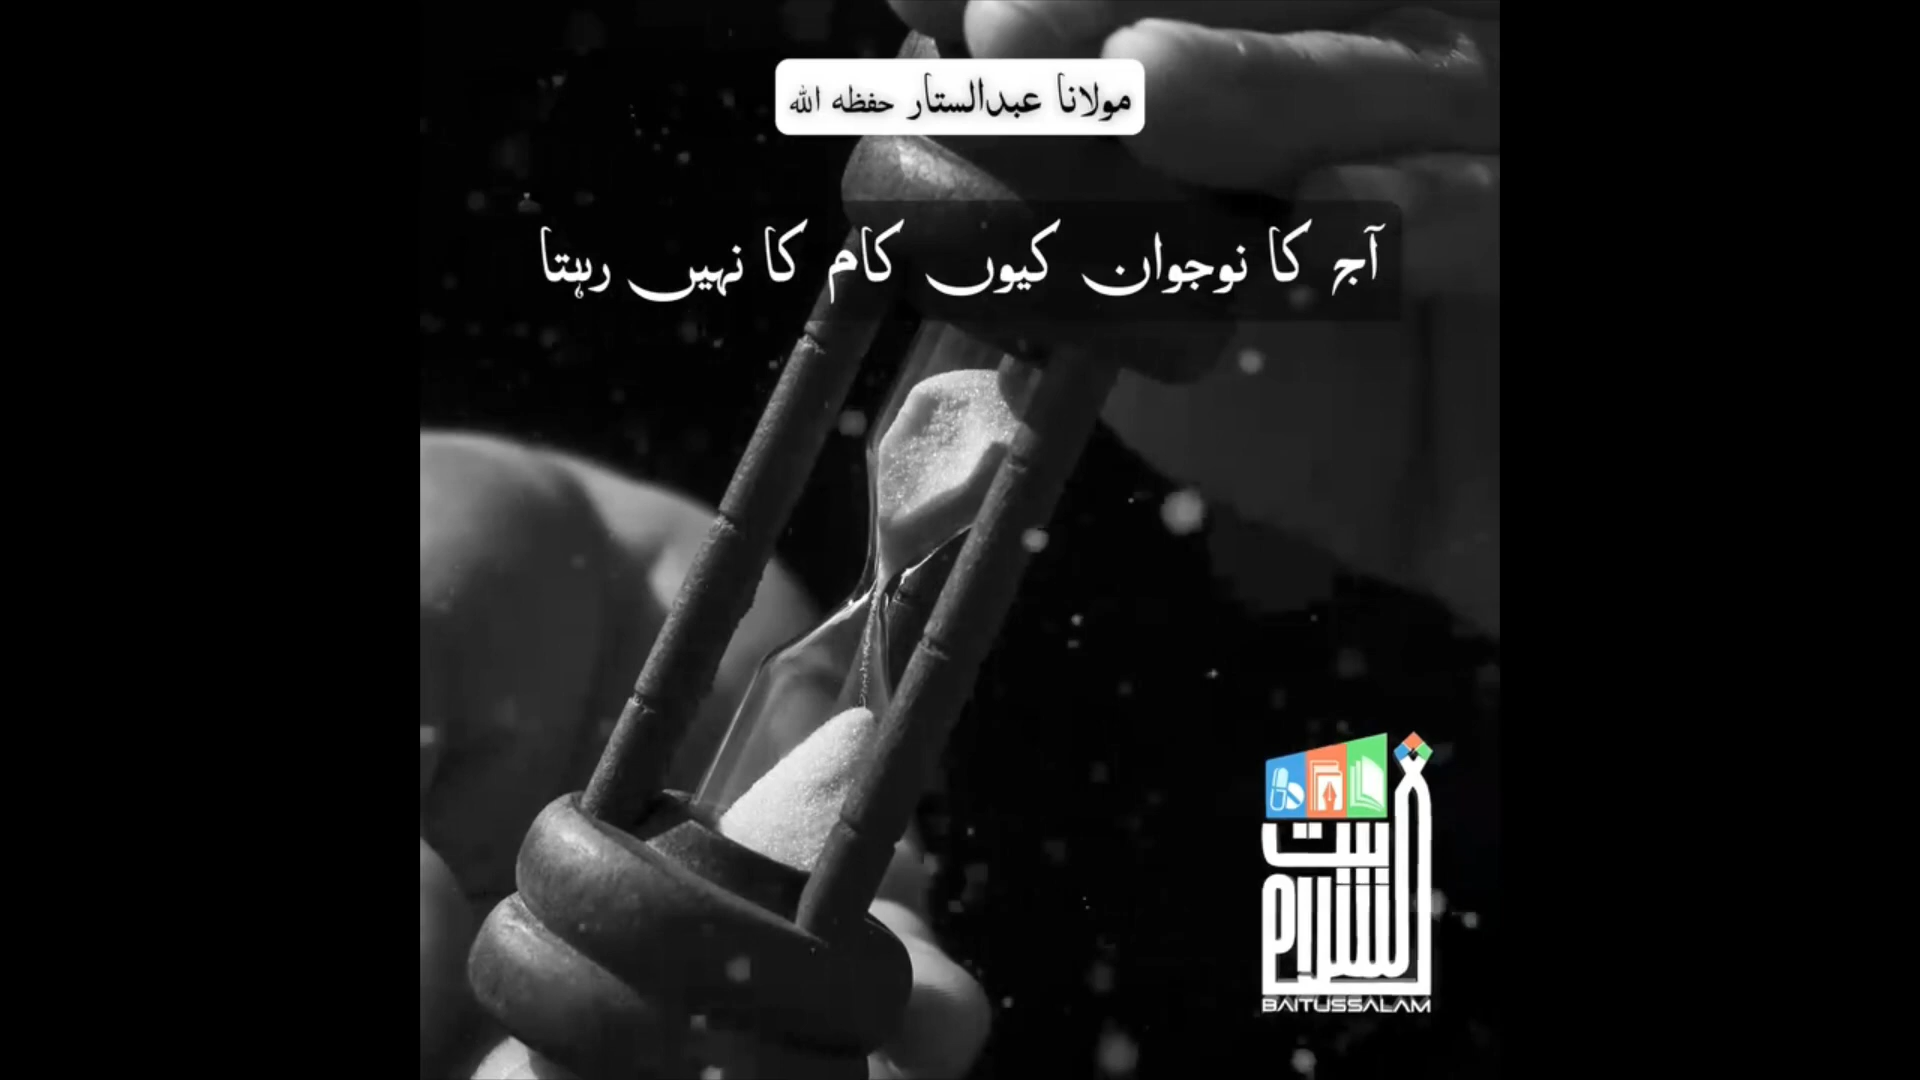 مولانا عبدالستار حفظہ اللہ
آج کا نوجوان کیوں کام کا نہیں رہتا
بیت السلام
BAITUSSALAM